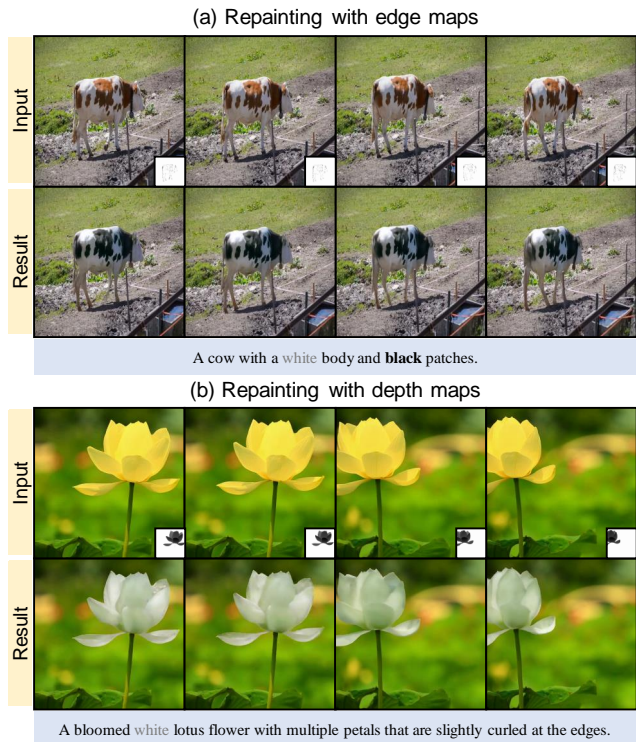 (a) Repainting with edge maps
Input
Result
A cow with a white body and black patches.
(b) Repainting with depth maps
Input
Result
A bloomed white lotus flower with multiple petals that are slightly curled at the edges.